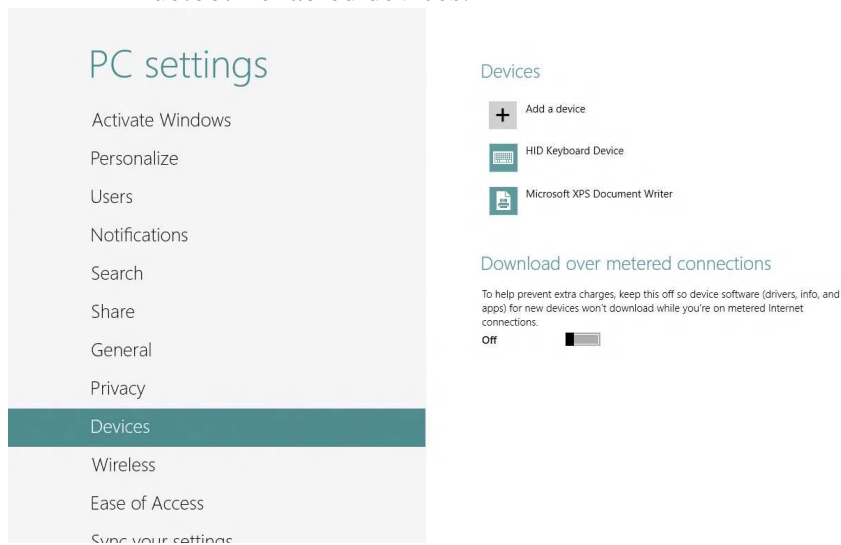 PC settings
Activate Windows
Personalize
Users
Notifications
Search
Share
General
Privacy
Devices
Wireless
Ease of Access
Sync your settings
Devices
Add a device
HID Keyboard Device
Microsoft XPS Document Writer
Download over metered connections
To help prevent extra charges, keep this off so device software (drivers, info, and
apps) for new devices won't download while you're on metered Internet
connections.
Off